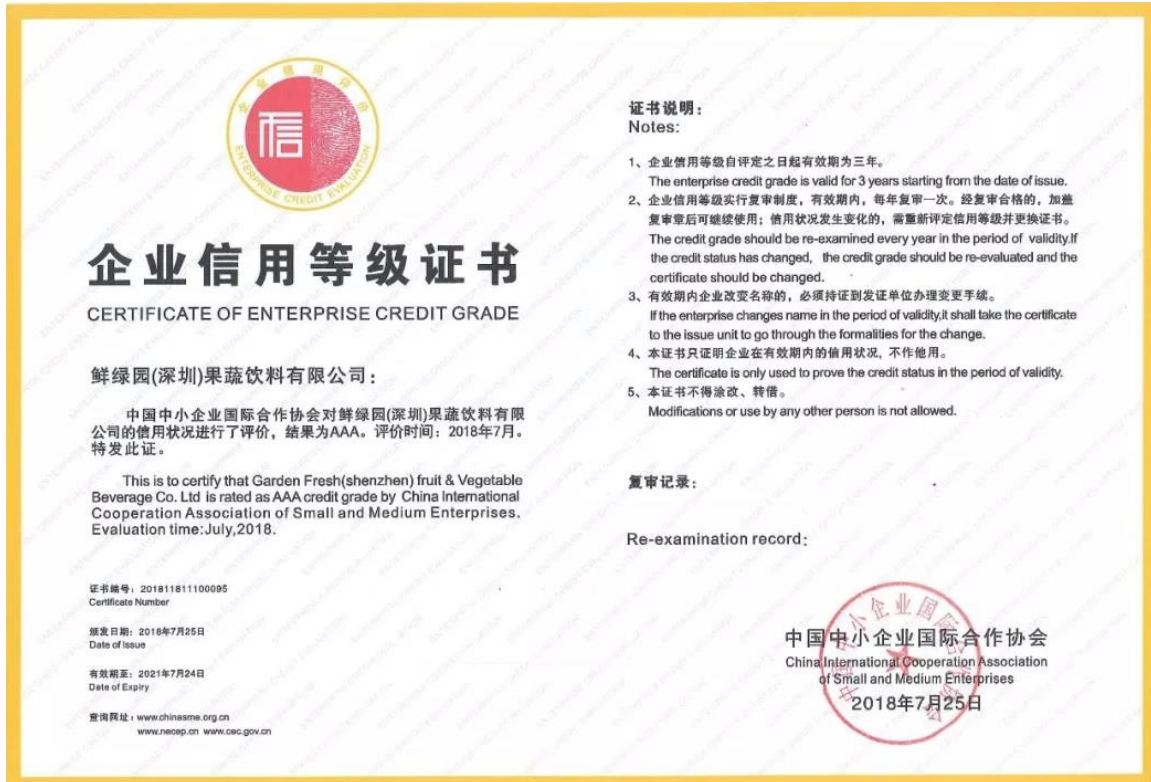 企业信用评价
信
ENTERPRISE CREDIT EVALUATION
企业信用等级证书
CERTIFICATE OF ENTERPRISE CREDIT GRADE
鲜绿园(深圳)果蔬饮料有限公司：
中国中小企业国际合作协会对鲜绿园(深圳)果蔬饮料有限
公司的信用状况进行了评价，结果为AAA。评价时间：2018年7月。
特发此证。
This is to certify that Garden Fresh(shenzhen) fruit & Vegetable
Beverage Co. Ltd is rated as AAA credit grade by China International
Cooperation Association of Small and Medium Enterprises.
Evaluation time:July,2018.
证书编号：201811811100095
Certificate Number
颁发日期：2018年7月25日
Date of Issue
有效期至：2021年7月24日
Date of Expiry
查询网址：www.chinasme.org.cn
www.necep.cn www.cec.gov.cn
证书说明：
Notes:
1、企业信用等级自评定之日起有效期为三年。
The enterprise credit grade is valid for 3 years starting from the date of issue.
2、企业信用等级实行复审制度，有效期内，每年复审一次。经复审合格的，加盖
复审章后可继续使用；信用状况发生变化的，需重新评定信用等级并更换证书。
The credit grade should be re-examined every year in the period of validity.If
the credit status has changed, the credit grade should be re-evaluated and the
certificate should be changed.
3、有效期内企业改变名称的，必须持证到发证单位办理变更手续。
If the enterprise changes name in the period of validity,it shall take the certificate
to the issue unit to go through the formalities for the change.
4、本证书只证明企业在有效期内的信用状况，不作他用。
The certificate is only used to prove the credit status in the period of validity.
5、本证书不得涂改、转借。
Modifications or use by any other person is not allowed.
复审记录：
Re-examination record:
中国中小企业国际合作协会
中国中小企业国际合作协会
China International Cooperation Association
of Small and Medium Enterprises
2018年7月25日